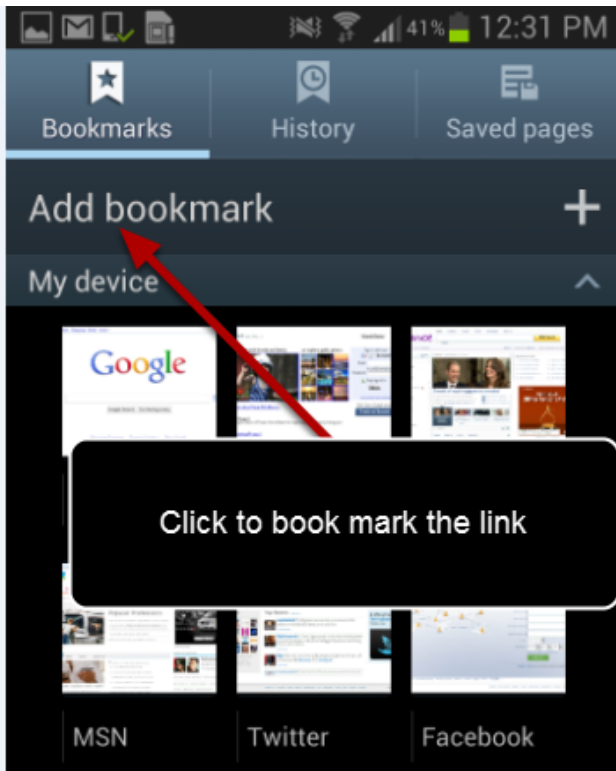 41% 12:31 PM
Bookmarks History Saved pages
Add bookmark +
My device
Google
Click to book mark the link
MSN Twitter Facebook